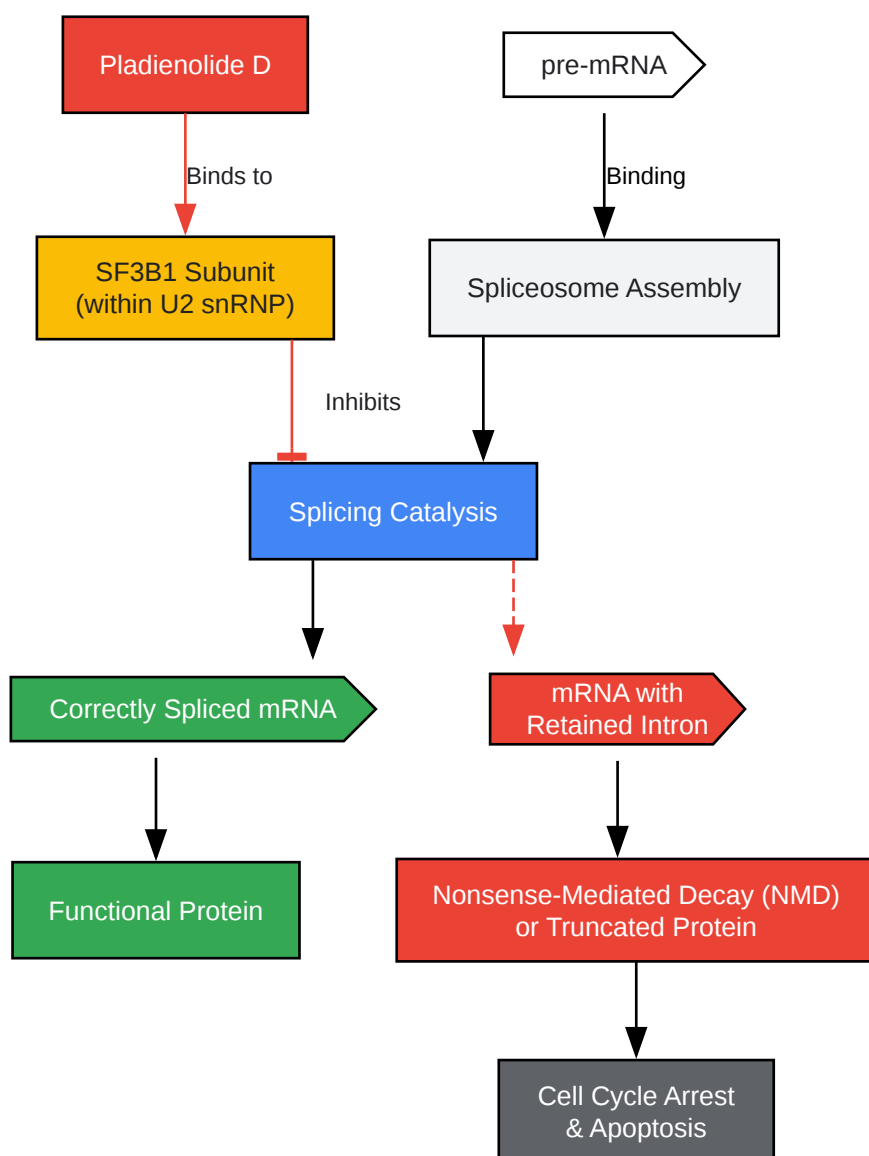 Pladienolide D
pre-mRNA
Binds to
Binding
SF3B1 Subunit
(within U2 snRNP)
Spliceosome Assembly
Inhibits
Splicing Catalysis
Correctly Spliced mRNA
mRNA with
Retained Intron
Functional Protein
Nonsense-Mediated Decay (NMD)
or Truncated Protein
Cell Cycle Arrest
& Apoptosis